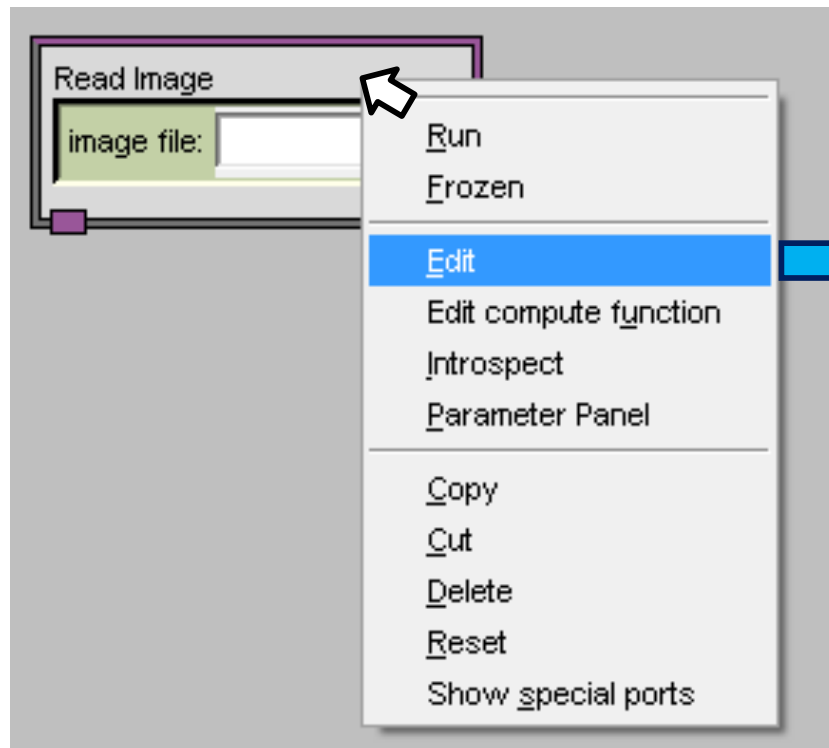 Read Image
image file:
Run
Frozen
Edit
Edit compute function
Introspect
Parameter Panel
Copy
Cut
Delete
Reset
Show special ports